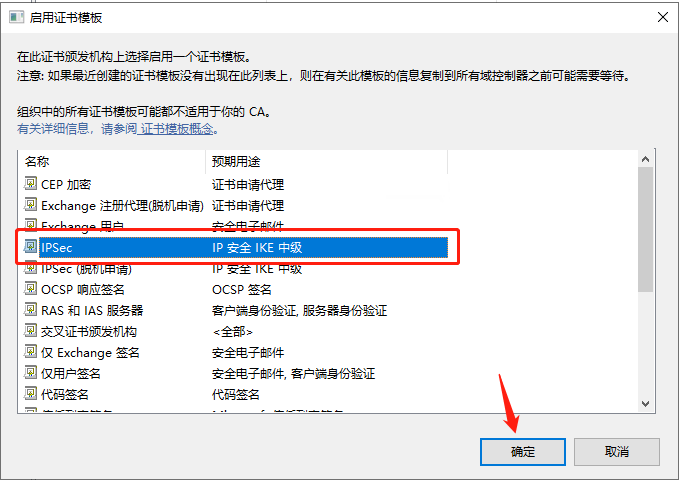 启用证书模板
在此证书颁发机构上选择启用一个证书模板。
注意: 如果最近创建的证书模板没有出现在此列表上，则在有关此模板的信息复制到所有域控制器之前可能需要等待。
组织中的所有证书模板可能都不适用于你的 CA。
有关详细信息，请参阅 证书模板概念。
名称 预期用途
CEP 加密 证书申请代理
Exchange 注册代理(脱机申请) 证书申请代理
Exchange 用户 安全电子邮件
IPSec IP 安全 IKE 中级
IPSec (脱机申请) IP 安全 IKE 中级
OCSP 响应签名 OCSP 签名
RAS 和 IAS 服务器 客户端身份验证, 服务器身份验证
交叉证书颁发机构 <全部>
仅 Exchange 签名 安全电子邮件
仅用户签名 安全电子邮件, 客户端身份验证
代码签名 代码签名
确定 取消